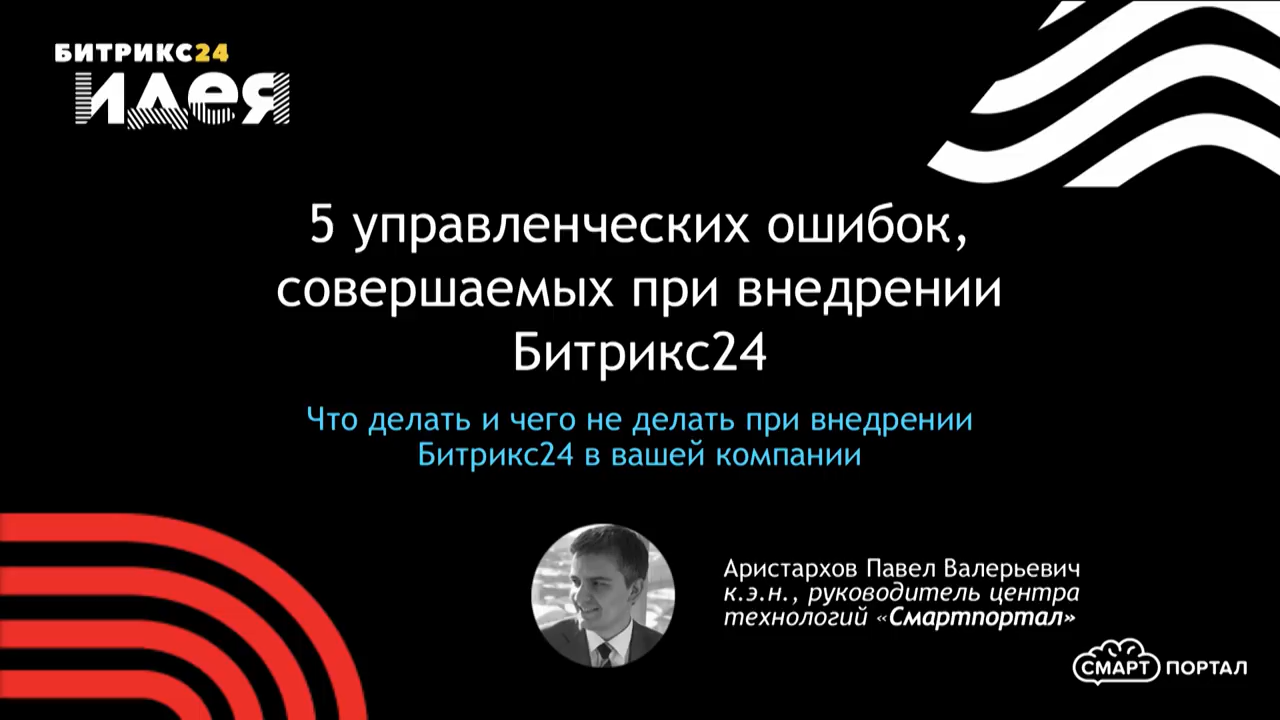 БИТРИКС24
идея
5 управленческих ошибок,
совершаемых при внедрении
Битрикс24
Что делать и чего не делать при внедрении
Битрикс24 в вашей компании
Аристархов Павел Валерьевич
к.э.н., руководитель центра
технологий «Смартпортал»
СМАРТ ПОРТАЛ